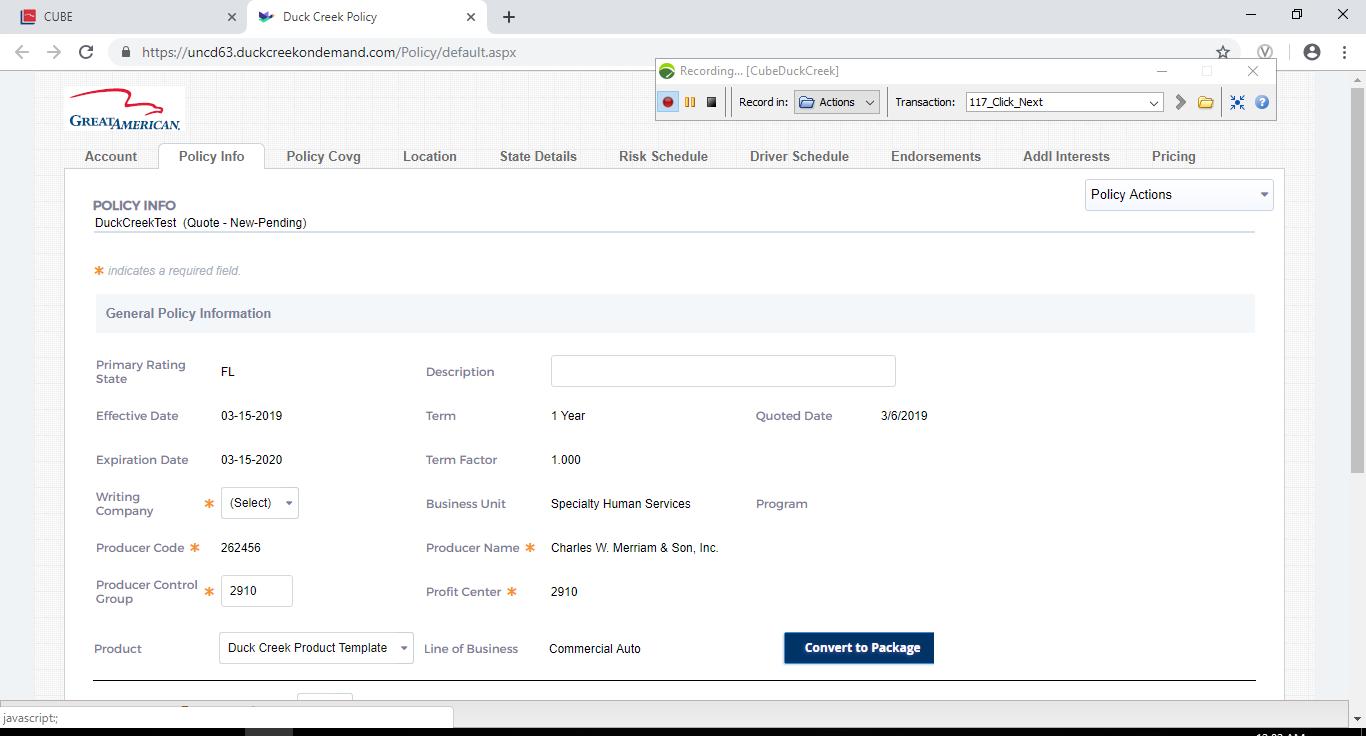 CUBE
Duck Creek Policy
https://uncd63.duckcreekondemand.com/Policy/default.aspx
Recording... [CubeDuckCreek]
Record in: Actions Transaction: 117_Click_Next
GREATAMERICAN.
Account Policy Info Policy Covg Location State Details Risk Schedule Driver Schedule Endorsements Addl Interests Pricing
Policy Actions
POLICY INFO
DuckCreekTest (Quote - New-Pending)
* indicates a required field.
General Policy Information
Primary Rating
State
FL
Description
Effective Date 03-15-2019 Term 1 Year Quoted Date 3/6/2019
Expiration Date 03-15-2020 Term Factor 1.000
Writing
Company
* (Select)
Business Unit Specialty Human Services Program
Producer Code * 262456 Producer Name * Charles W. Merriam & Son, Inc.
Producer Control
Group
* 2910
Profit Center * 2910
Product Duck Creek Product Template Line of Business Commercial Auto Convert to Package
javascript:;